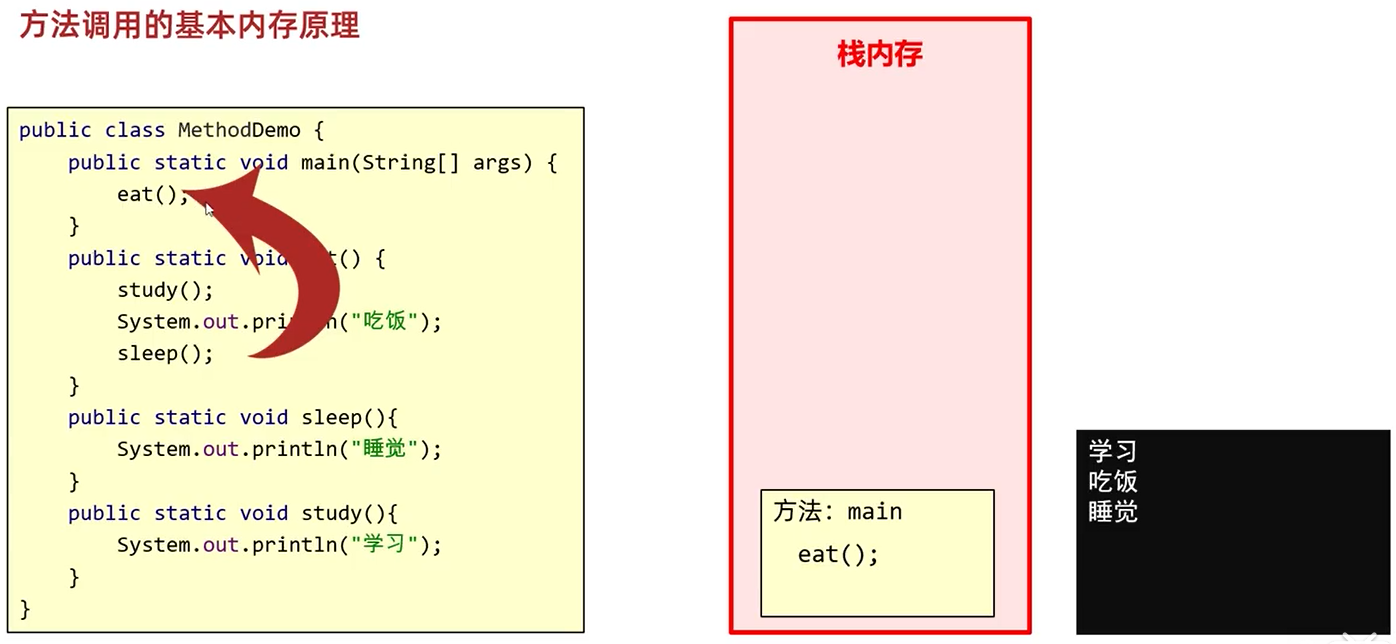 方法调用的基本内存原理
public class MethodDemo {
public static void main(String[] args) {
eat();
}
public static void t() {
study();
System.out.pri n("吃饭");
sleep();
}
public static void sleep(){
System.out.println("睡觉");
}
public static void study(){
System.out.println("学习");
}
}
栈内存
方法：main
eat();
学习
吃饭
睡觉